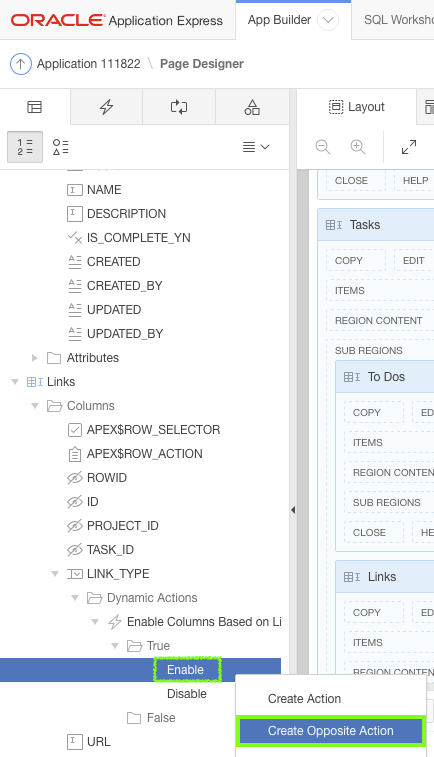 ORACLE Application Express
App Builder
SQL Worksho
Application 111822 \ Page Designer
Layout
CLOSE
HELP
NAME
DESCRIPTION
IS_COMPLETE_YN
CREATED
CREATED_BY
UPDATED
UPDATED_BY
Attributes
Links
Columns
APEX$ROW_SELECTOR
APEX$ROW_ACTION
ROWID
ID
PROJECT_ID
TASK_ID
LINK_TYPE
Dynamic Actions
Enable Columns Based on Li
True
Enable
Disable
False
URL
Tasks
COPY
EDIT
ITEMS
REGION CONTENT
SUB REGIONS
To Dos
COPY
ED
ITEMS
REGION CONTEN
SUB REGIONS
CLOSE
HE
Links
COPY
ED
ITEMS
REGION CONTEN
Create Action
Create Opposite Action